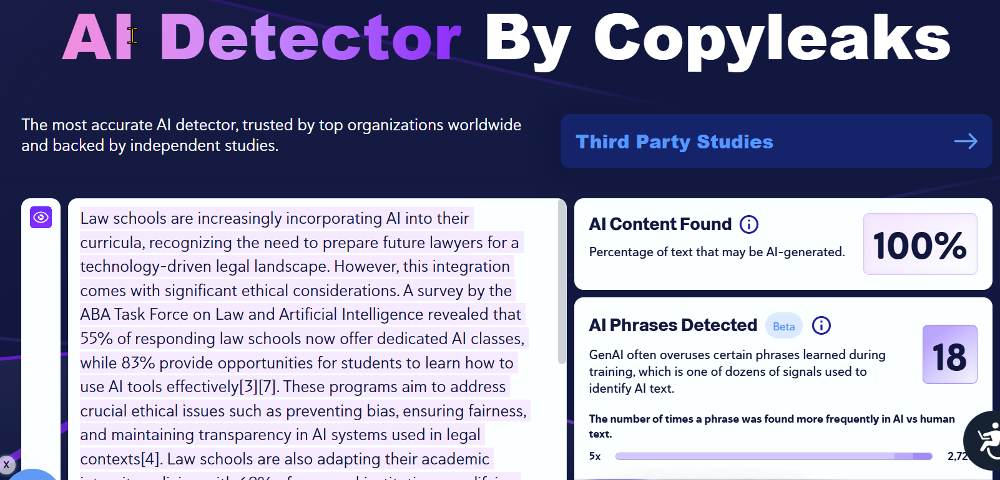 AI Detector By Copyleaks
The most accurate AI detector, trusted by top organizations worldwide
and backed by independent studies.
Third Party Studies
Law schools are increasingly incorporating AI into their
curricula, recognizing the need to prepare future lawyers for a
technology-driven legal landscape. However, this integration
comes with significant ethical considerations. A survey by the
ABA Task Force on Law and Artificial Intelligence revealed that
55% of responding law schools now offer dedicated AI classes,
while 83% provide opportunities for students to learn how to
use AI tools effectively[3][7]. These programs aim to address
crucial ethical issues such as preventing bias, ensuring fairness,
and maintaining transparency in AI systems used in legal
contexts[4]. Law schools are also adapting their academic
AI Content Found
Percentage of text that may be AI-generated.
100%
AI Phrases Detected
Beta
GenAI often overuses certain phrases learned during
training, which is one of dozens of signals used to
identify AI text.
18
The number of times a phrase was found more frequently in AI vs human
text.
5x
X